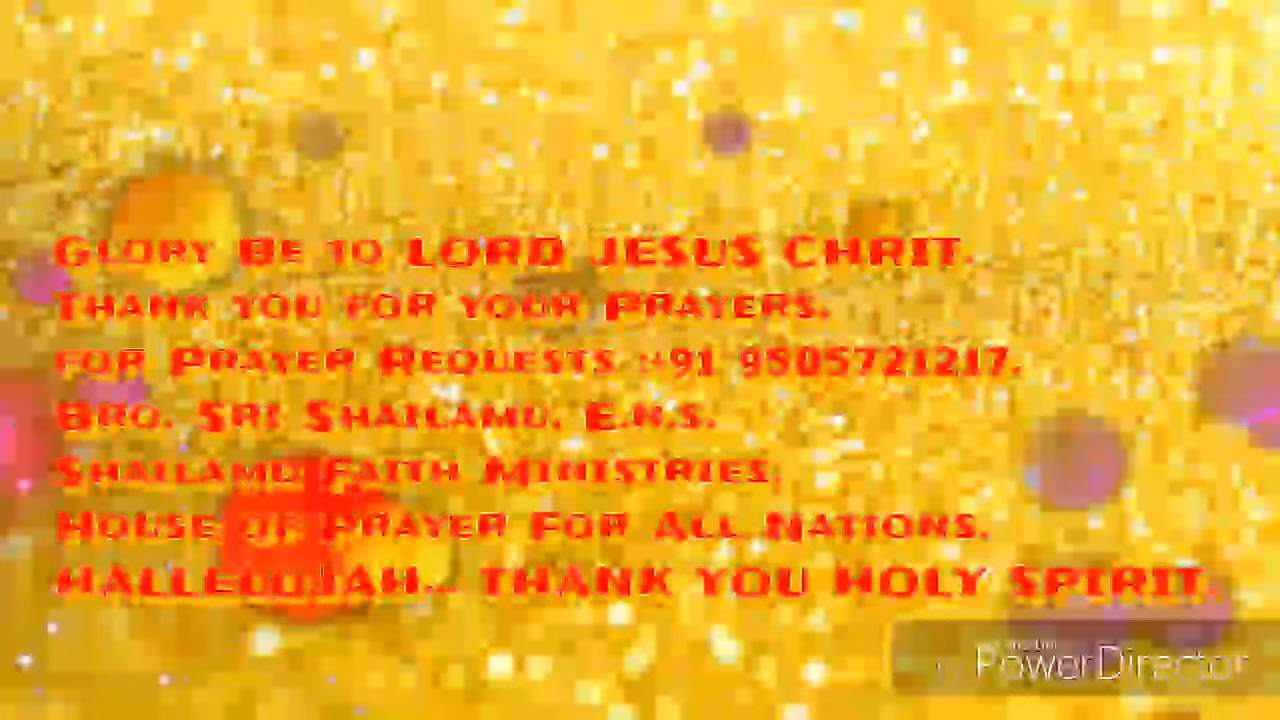 Glory Be to LORD JESUS CHRIT.
Thank you for your Prayers.
for Prayer Requests :+91 9505721217.
Bro. Sri Shailamu. E.R.S.
Shailamu Faith Ministries.
House of Prayer For All Nations.
HALLELUJAH... THANK YOU HOLY SPIRIT.
PowerDirector